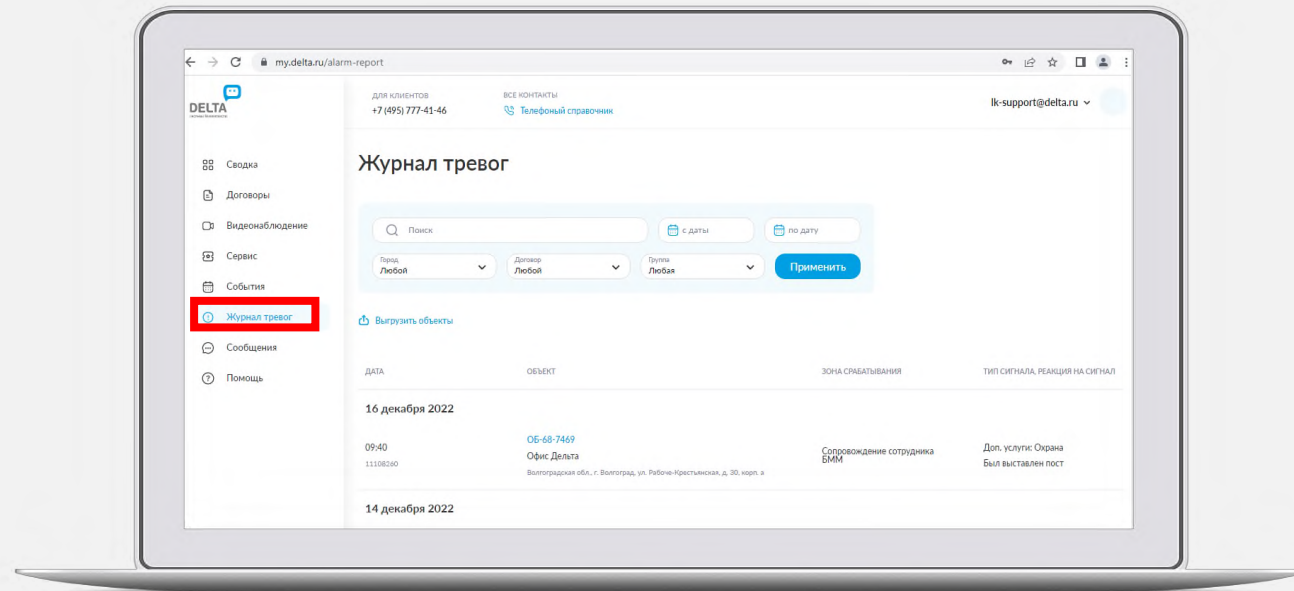 my.delta.ru/alarm-report
DELTA
ДЛЯ КЛИЕНТОВ
+7 (495) 777-41-46
ВСЕ КОНТАКТЫ
Телефоный справочник
lk-support@delta.ru
Сводка
Договоры
Видеонаблюдение
Сервис
События
Журнал тревог
Сообщения
Помощь
Журнал тревог
Поиск
с даты
по дату
Город
Любой
Договор
Любой
Группа
Любая
Применить
Выгрузить объекты
ДАТА
ОБЪЕКТ
ЗОНА СРАБАТЫВАНИЯ
ТИП СИГНАЛА, РЕАКЦИЯ НА СИГНАЛ
16 декабря 2022
09:40
11108260
ОБ-68-7469
Офис Дельта
Волгоградская обл., г. Волгоград, ул. Рабоче-Крестьянская, д. 30, корп. а
Сопровождение сотрудника
БММ
Доп. услуги: Охрана
Был выставлен пост
14 декабря 2022